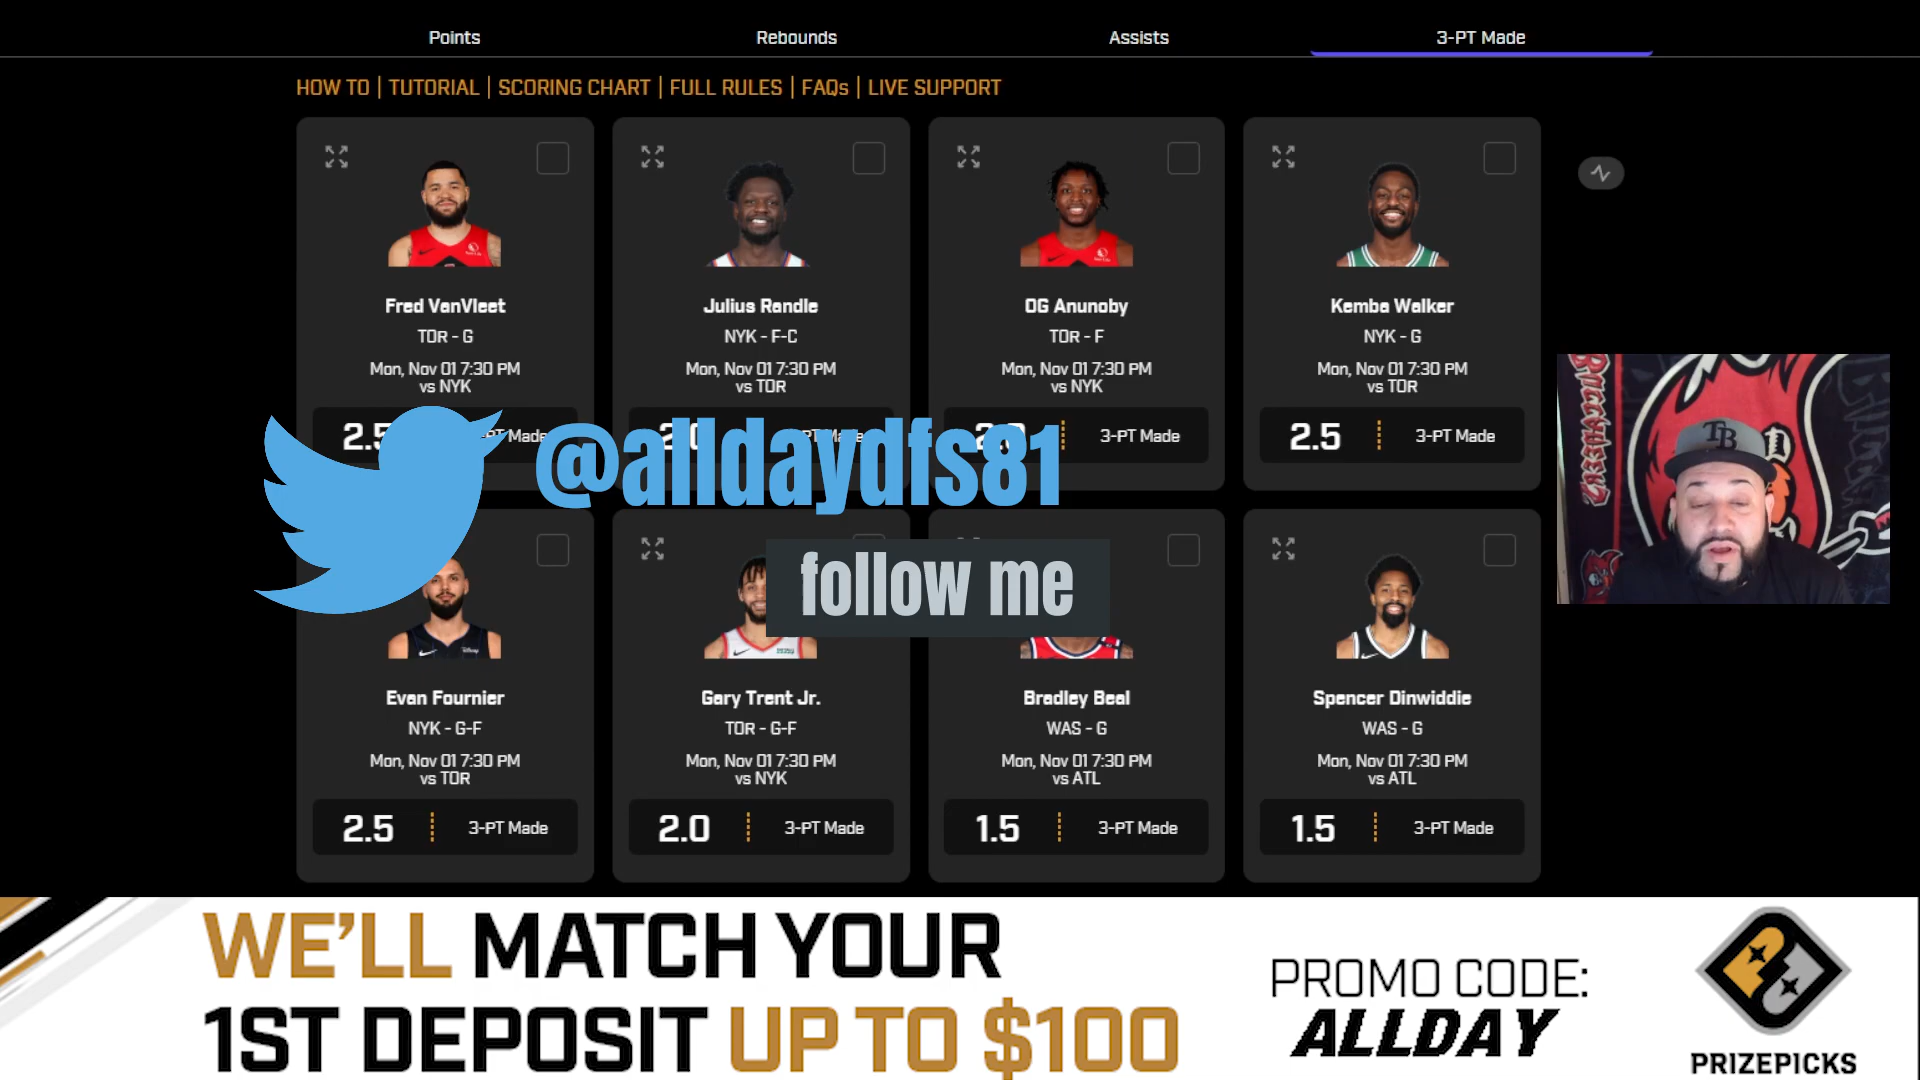 Points Rebounds Assists 3-PT Made
HOW TO | TUTORIAL | SCORING CHART | FULL RULES | FAQs | LIVE SUPPORT
Fred VanVleet
TOR - G
Mon, Nov 01 7:30 PM
vs NYK
2.5
Julius Randle
NYK - F-C
Mon, Nov 01 7:30 PM
vs TOR
OG Anunoby
TOR - F
Mon, Nov 01 7:30 PM
vs NYK
3-PT Made
Kemba Walker
NYK - G
Mon, Nov 01 7:30 PM
vs TOR
2.5 3-PT Made
@alldaydfs81
follow me
Evan Fournier
NYK - G-F
Mon, Nov 01 7:30 PM
vs TOR
2.5 3-PT Made
Gary Trent Jr.
TOR - G-F
Mon, Nov 01 7:30 PM
vs NYK
2.0 3-PT Made
Bradley Beal
WAS - G
Mon, Nov 01 7:30 PM
vs ATL
1.5 3-PT Made
Spencer Dinwiddie
WAS - G
Mon, Nov 01 7:30 PM
vs ATL
1.5 3-PT Made
TB
WE'LL MATCH YOUR
1ST DEPOSIT UP TO $100
PROMO CODE:
ALLDAY
PRIZEPICKS